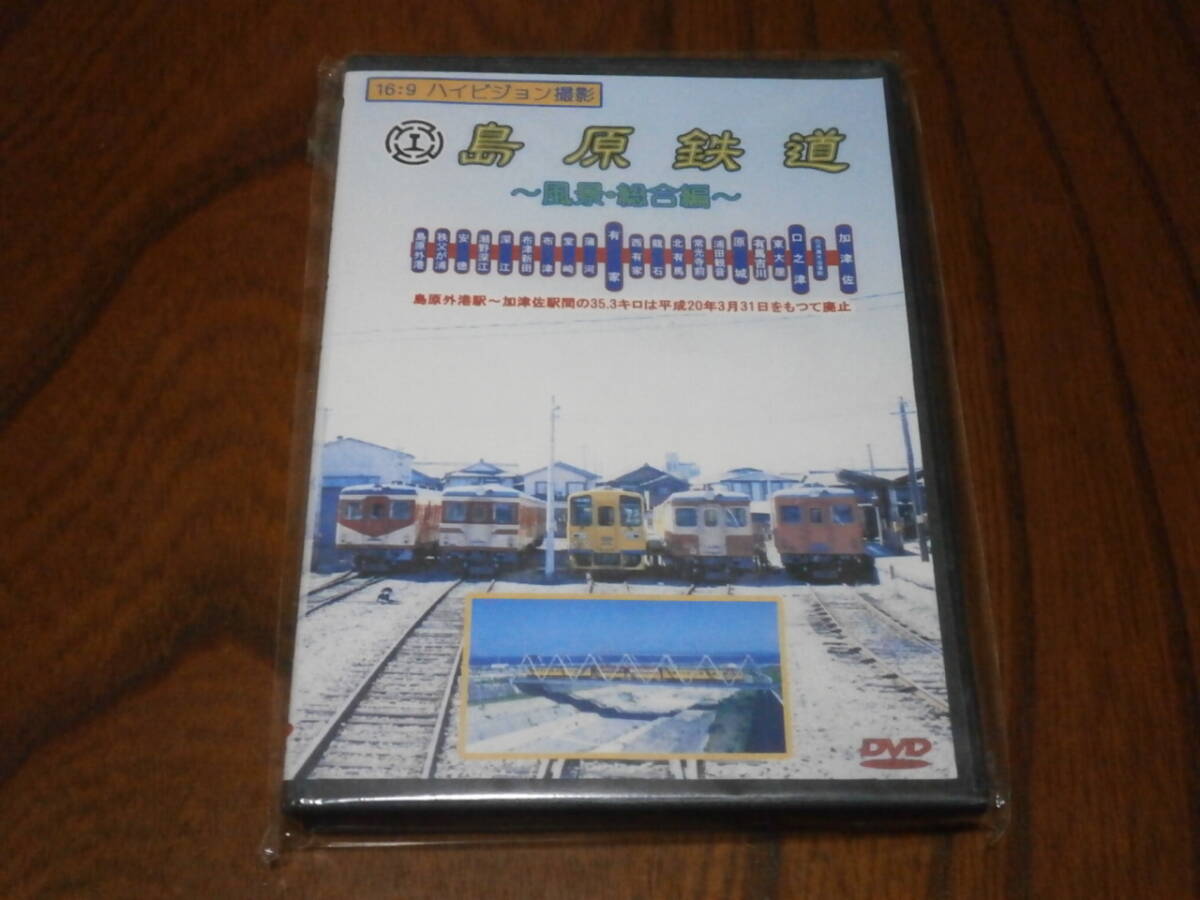 16:9 ハイビジョン撮影
島原鉄道
～風景・総合編～
島原外港
秩父が浦
安徳
瀬野深江
深江
布津新田
布津
堂崎
蒲河
有家
西有家
龍石
北有馬
常光寺前
浦田観音
原城
有馬吉川
東大屋
口之津
加津佐
島原外港駅～加津佐駅間の35.3キロは平成20年3月31日をもつて廃止
DVD